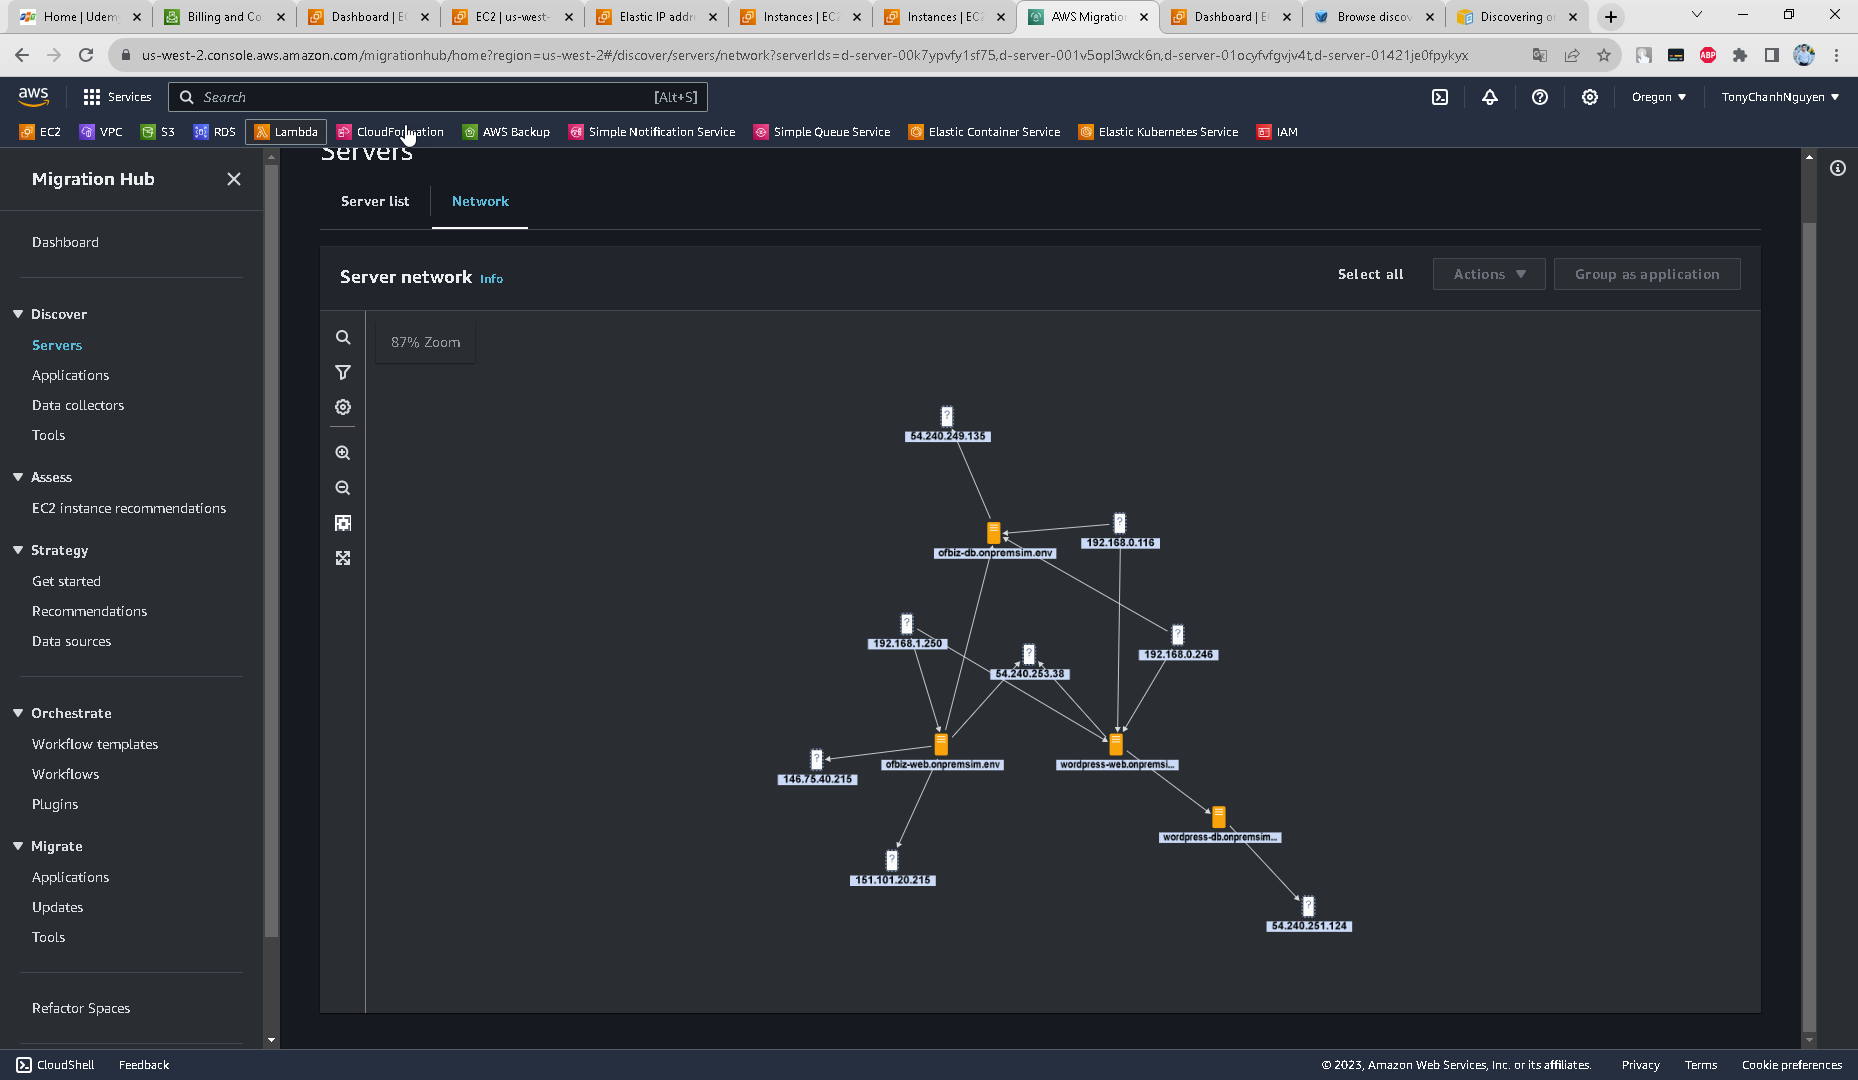 Home | Udem
Billing and Co
Dashboard | E
EC2 | us-west-
Elastic IP addr
Instances | EC
Instances | EC
AWS Migratio
Dashboard | E
Browse discov
Discovering o
us-west-2.console.aws.amazon.com/migrationhub/home?region=us-west-2#/discover/servers/network?serverIds=d-server-00k7ypvfy1sf75,d-server-001v5opl3wck6n,d-server-01ocyfvfgvjv4t,d-server-01421je0fpykyx
ABP
aws
Services
Search
[Alt+S]
Oregon
TonyChanhNguyen
EC2
VPC
S3
RDS
Lambda
CloudFormation
AWS Backup
Simple Notification Service
Simple Queue Service
Elastic Container Service
Elastic Kubernetes Service
IAM
Migration Hub
Dashboard
Discover
Servers
Applications
Data collectors
Tools
Assess
EC2 instance recommendations
Strategy
Get started
Recommendations
Data sources
Orchestrate
Workflow templates
Workflows
Plugins
Migrate
Applications
Updates
Tools
Refactor Spaces
Servers
Server list
Network
Server network Info
Select all
Actions
Group as application
87% Zoom
?
54.240.249.135
ofbiz-db.onpremsim.env
?
192.168.0.116
?
192.168.1.250
?
54.240.253.38
?
192.168.0.246
ofbiz-web.onpremsim.env
wordpress-web.onpremsi...
?
146.75.40.215
wordpress-db.onpremsim...
?
151.101.20.215
?
54.240.251.124
CloudShell
Feedback
© 2023, Amazon Web Services, Inc. or its affiliates.
Privacy
Terms
Cookie preferences